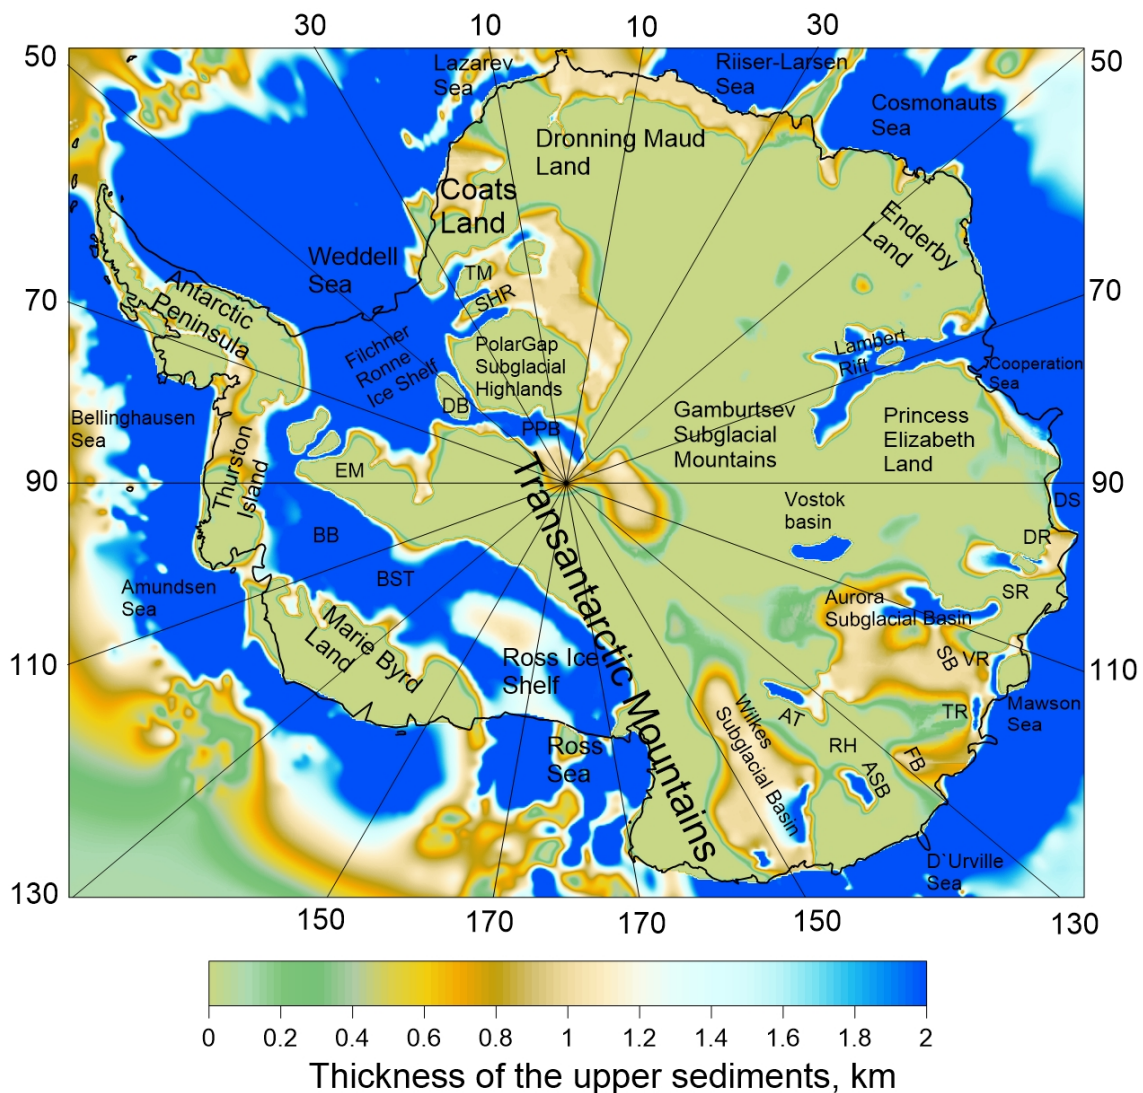 30
10
10
30
50
50
Lazarev
Sea
Riiser-Larsen
Sea
Cosmonauts
Sea
Dronning Maud
Land
Coats
Land
Enderby
Land
Weddell
Sea
TM
SHR
Antarctic
Peninsula
70
70
Filchner
Ronne
Ice Shelf
PolarGap
Subglacial
Highlands
Lambert
Rift
Cooperation
Sea
DB
PPB
Bellinghausen
Sea
Gamburtsev
Subglacial
Mountains
Princess
Elizabeth
Land
Thurston
Island
EM
90
90
Vostok
basin
DS
BB
DR
BST
Amundsen
Sea
SR
Aurora
Subglacial Basin
Transantarctic Mountains
Marie Byrd
Land
Ross Ice
Shelf
SB
VR
110
110
Mawson
Sea
Wilkes
Subglacial Basin
AT
TR
RH
Ross
Sea
FB
ASB
D`Urville
Sea
130
150
170
170
150
130
0
0.2
0.4
0.6
0.8
1
1.2
1.4
1.6
1.8
2
Thickness of the upper sediments, km